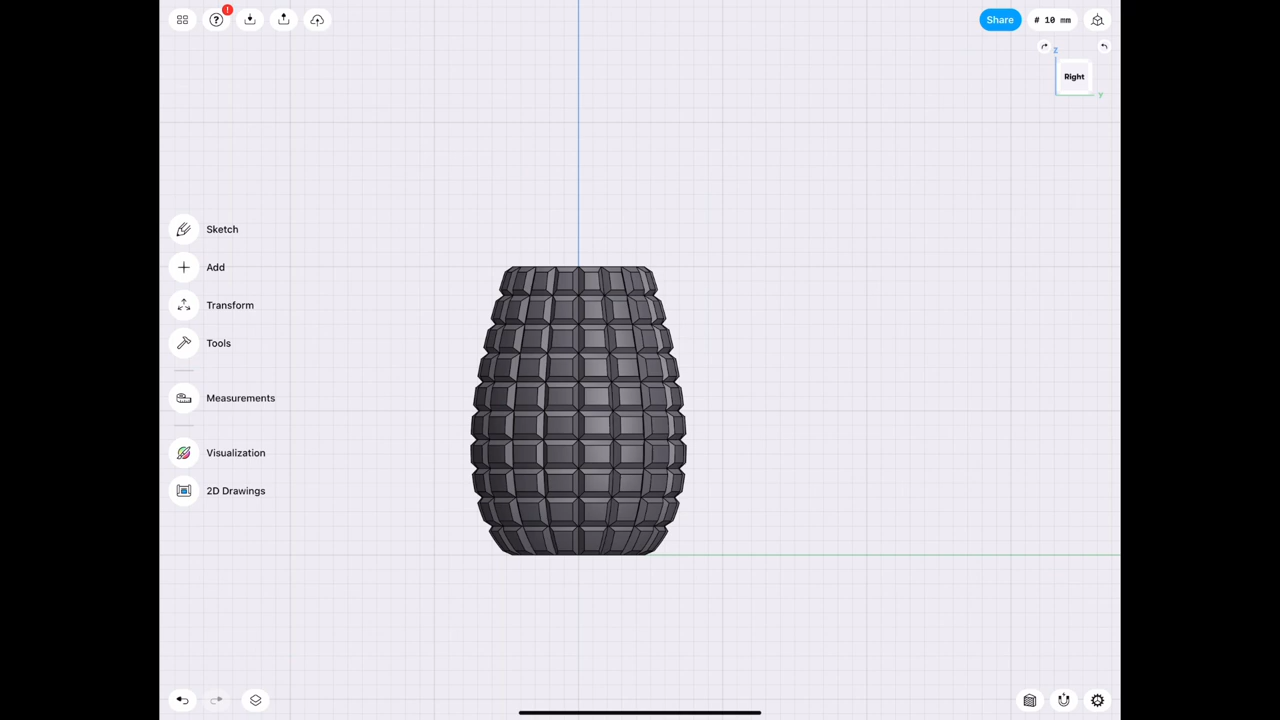 !
Share
# 10 mm
Z
Right
Y
Sketch
Add
Transform
Tools
Measurements
Visualization
2D Drawings